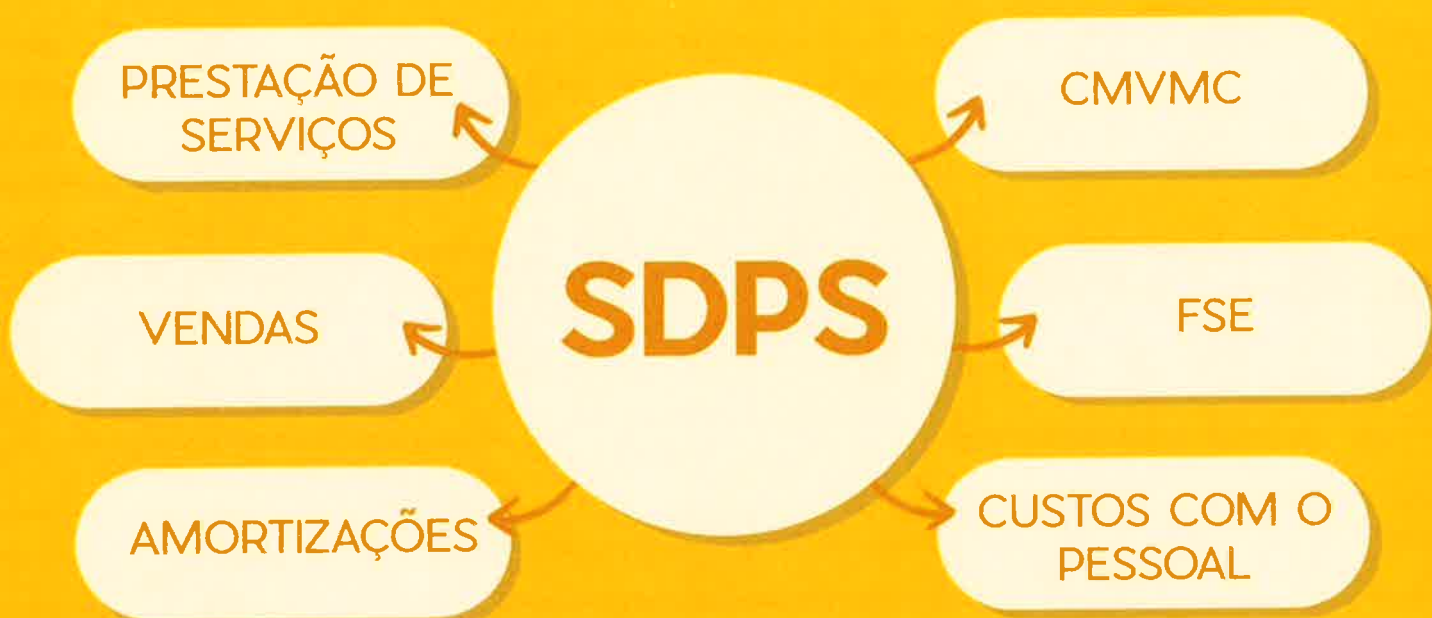 PRESTAÇÃO DE
SERVIÇOS
VENDAS
AMORTIZAÇÕES
SDPS
CMVMC
FSE
CUSTOS COM O
PESSOAL